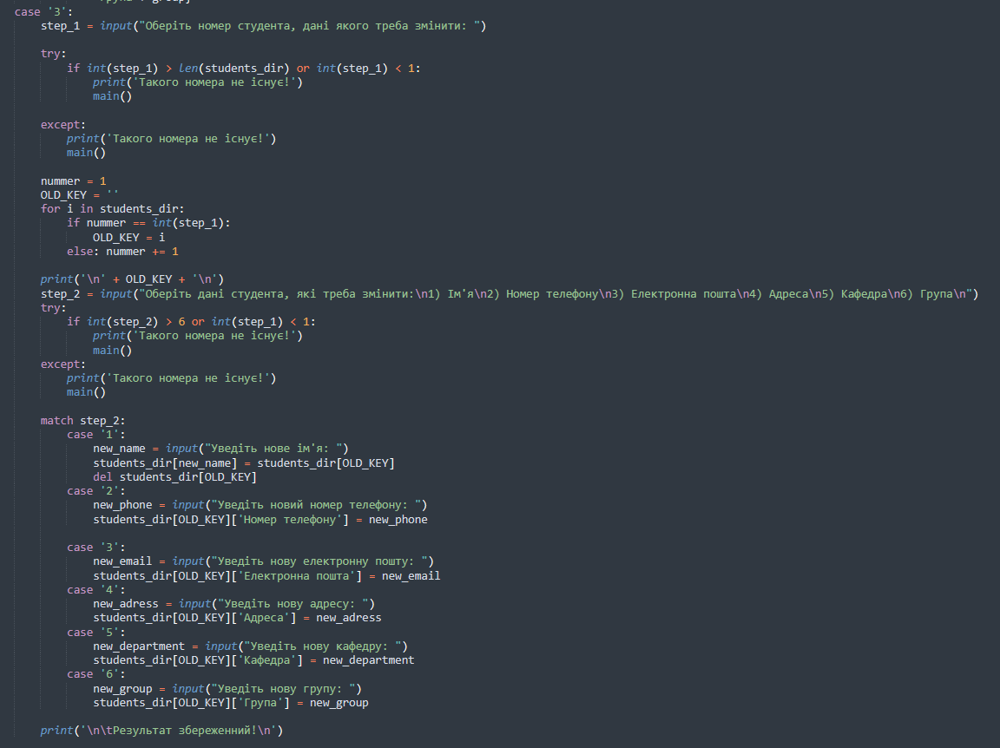 case '3':
    step_1 = input("Оберіть номер студента, дані якого треба змінити: ")

    try:
        if int(step_1) > len(students_dir) or int(step_1) < 1:
            print('Такого номера не існує!')
            main()

    except:
        print('Такого номера не існує!')
        main()

    nummer = 1
    OLD_KEY = ''
    for i in students_dir:
        if nummer == int(step_1):
            OLD_KEY = i
        else: nummer += 1

    print('\n' + OLD_KEY + '\n')
    step_2 = input("Оберіть дані студента, які треба змінити:\n1) Ім'я\n2) Номер телефону\n3) Електронна пошта\n4) Адреса\n5) Кафедра\n6) Група\n")
    try:
        if int(step_2) > 6 or int(step_1) < 1:
            print('Такого номера не існує!')
            main()
    except:
        print('Такого номера не існує!')
        main()

    match step_2:
        case '1':
            new_name = input("Уведіть нове ім'я: ")
            students_dir[new_name] = students_dir[OLD_KEY]
            del students_dir[OLD_KEY]
        case '2':
            new_phone = input("Уведіть новий номер телефону: ")
            students_dir[OLD_KEY]['Номер телефону'] = new_phone

        case '3':
            new_email = input("Уведіть нову електронну пошту: ")
            students_dir[OLD_KEY]['Електронна пошта'] = new_email
        case '4':
            new_adress = input("Уведіть нову адресу: ")
            students_dir[OLD_KEY]['Адреса'] = new_adress
        case '5':
            new_department = input("Уведіть нову кафедру: ")
            students_dir[OLD_KEY]['Кафедра'] = new_department
        case '6':
            new_group = input("Уведіть нову групу: ")
            students_dir[OLD_KEY]['Група'] = new_group

    print('\n\tРезультат збереженний!\n')